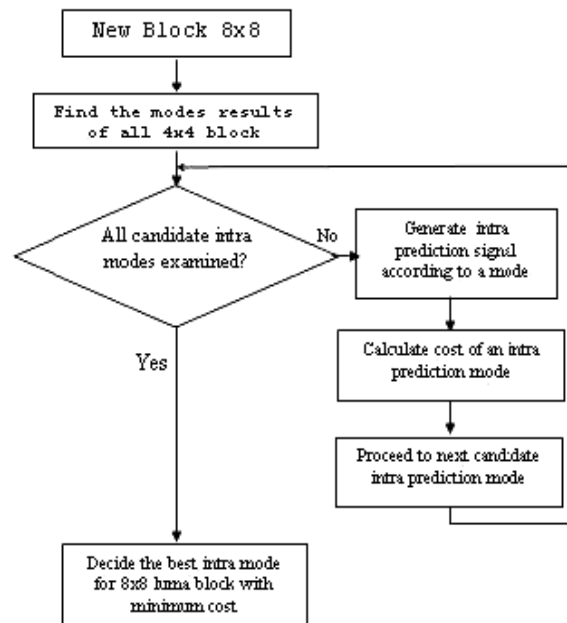 New Block 8x8
Find the modes results
of all 4x4 block
All candidate intra
modes examined?
No
Generate intra
prediction signal
according to a mode
Calculate cost of an intra
prediction mode
Proceed to next candidate
intra prediction mode
Yes
Decide the best intra mode
for 8x8 luma block with
minimum cost